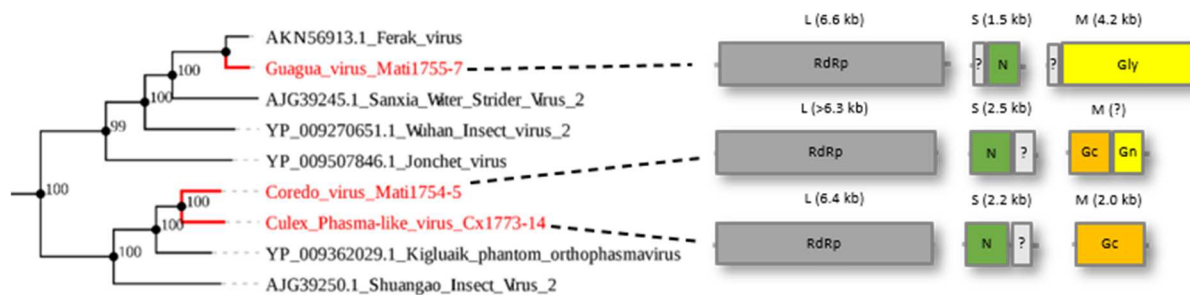 AKN56913.1_Ferak_virus
Guagua_virus_Mati1755-7
100
AJG39245.1_Sanxia_Water_Strider_Virus_2
100
YP_009270651.1_Wuhan_Insect_virus_2
99
YP_009507846.1_Jonchet_virus
100
Coredo_virus_Mati1754-5
100
Culex_Phasma-like_virus_Cx1773-14
100
YP_009362029.1_Kigluaik_phantom_orthophasmavirus
100
AJG39250.1_Shuangao_Insect_Virus_2
L (6.6 kb) S (1.5 kb) M (4.2 kb)
RdRp ? N ? Gly
L (>6.3 kb) S (2.5 kb) M (?)
RdRp N ? Gc Gn
L (6.4 kb) S (2.2 kb) M (2.0 kb)
RdRp N ? Gc